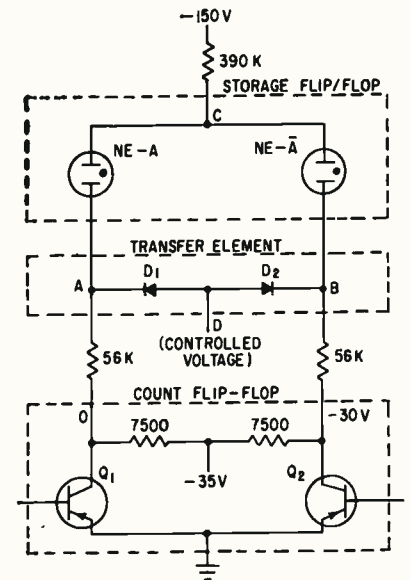 -150V
390 K
STORAGE FLIP/FLOP
C
NE-A
NE-Ā
TRANSFER ELEMENT
D1
D2
A
B
D
(CONTROLLED
VOLTAGE)
56K
56K
COUNT FLIP-FLOP
0
-30V
7500
7500
Q1
-35V
Q2